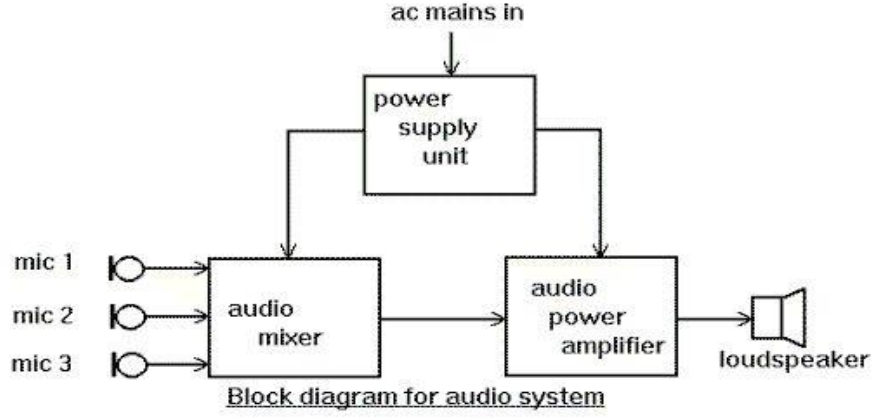 ac mains in
power
supply
unit
mic 1
mic 2
mic 3
audio
mixer
audio
power
amplifier
loudspeaker
Block diagram for audio system